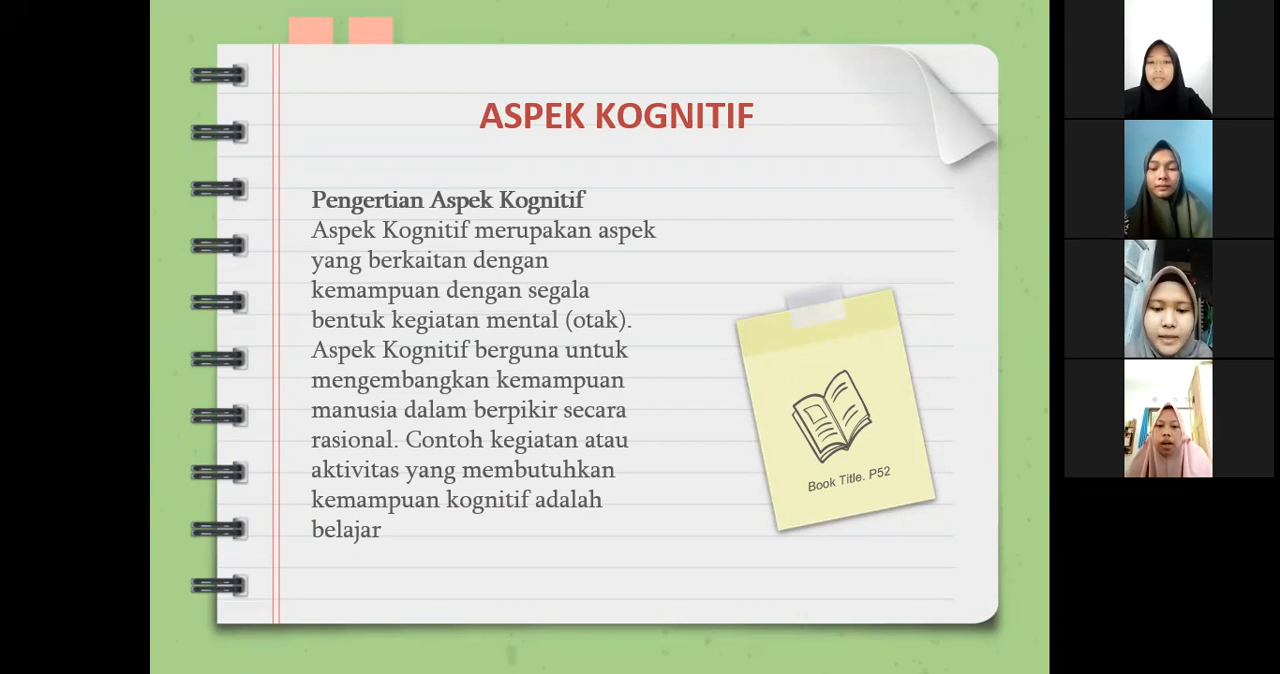 ASPEK KOGNITIF
Pengertian Aspek Kognitif
Aspek Kognitif merupakan aspek
yang berkaitan dengan
kemampuan dengan segala
bentuk kegiatan mental (otak).
Aspek Kognitif berguna untuk
mengembangkan kemampuan
manusia dalam berpikir secara
rasional. Contoh kegiatan atau
aktivitas yang membutuhkan
kemampuan kognitif adalah
belajar
Book Title. P52